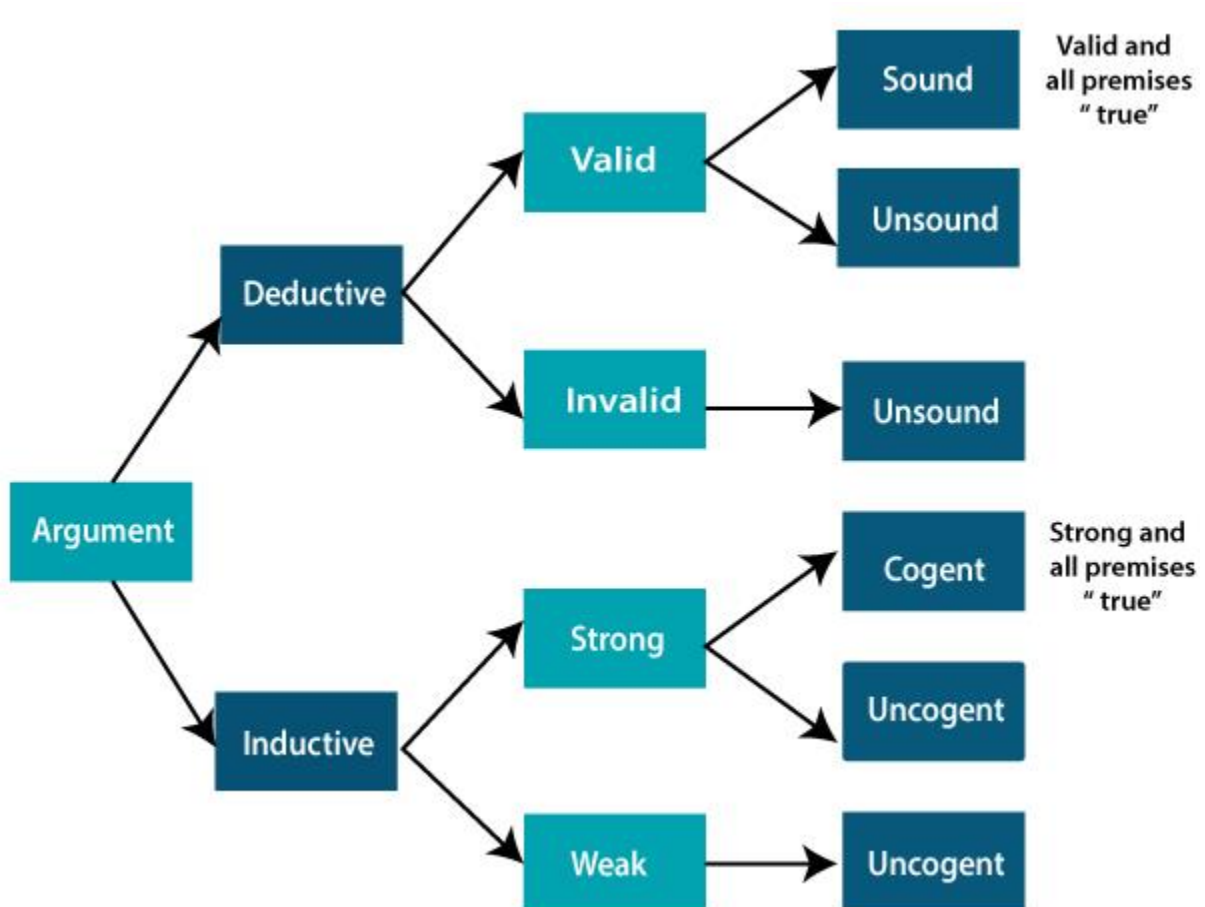 Sound
Valid and
all premises
“ true”
Valid
Unsound
Deductive
Invalid
Unsound
Argument
Cogent
Strong and
all premises
“ true”
Strong
Uncogent
Inductive
Weak
Uncogent